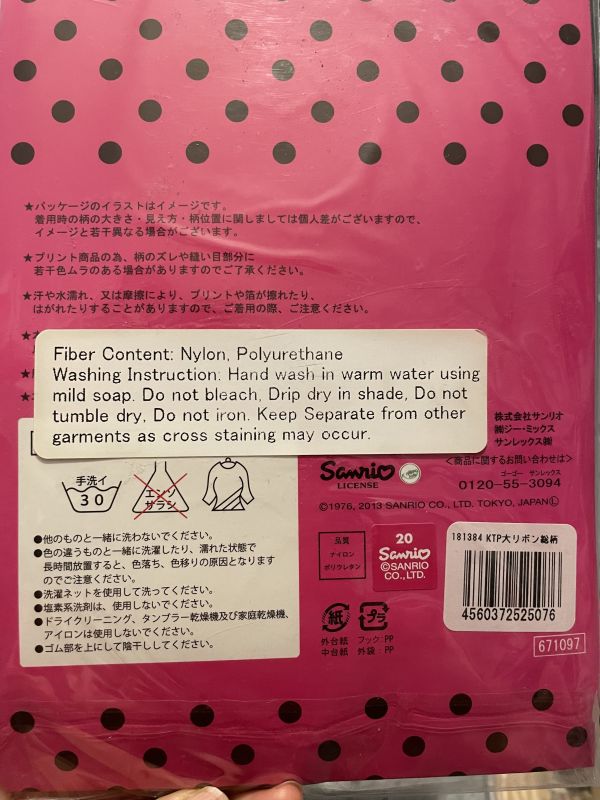 ★パッケージのイラストはイメージです。
着用時の柄の大きさ・見え方・柄位置に関しましては個人差がございますので、
イメージと若干異なる場合がございます。
★プリント商品の為、柄のズレや縫い目部分に
若干色ムラのある場合がありますのでご了承ください。
★汗や水濡れ、又は摩擦により、プリントや箔が擦れたり、
はがれたりすることがありますので、ご着用の際、ご注意ください。
Fiber Content: Nylon, Polyurethane
Washing Instruction: Hand wash in warm water using
mild soap. Do not bleach, Drip dry in shade, Do not
tumble dry, Do not iron. Keep Separate from other
garments as cross staining may occur.
手洗イ
30
エンソ
サラシ
●他のものと一緒に洗わないでください。
●色の違うものと一緒に洗濯したり、濡れた状態で
長時間放置すると、色落ち、色移りの原因となります
のでご注意ください。
●洗濯ネットを使用して洗ってください。
●塩素系洗剤は、使用しないでください。
●ドライクリーニング、タンブラー乾燥機及び家庭乾燥機、
アイロンは使用しないでください。
●ゴム部を上にして陰干ししてください。
株式会社サンリオ
㈱ジー・ミックス
サンレックス㈱
〈商品に関するお問い合わせは〉
ゴーゴー サンレックス
0120-55-3094
Sanrio
LICENSE
©1976, 2013 SANRIO CO., LTD. TOKYO, JAPANⓁ
品質
ナイロン
ポリウレタン
20
Sanrio
©SANRIO
CO.,LTD.
紙
外台紙
中台紙
プラ
フック:PP
外袋:PP
181384 KTP大リボン総柄
4560372525076
671097